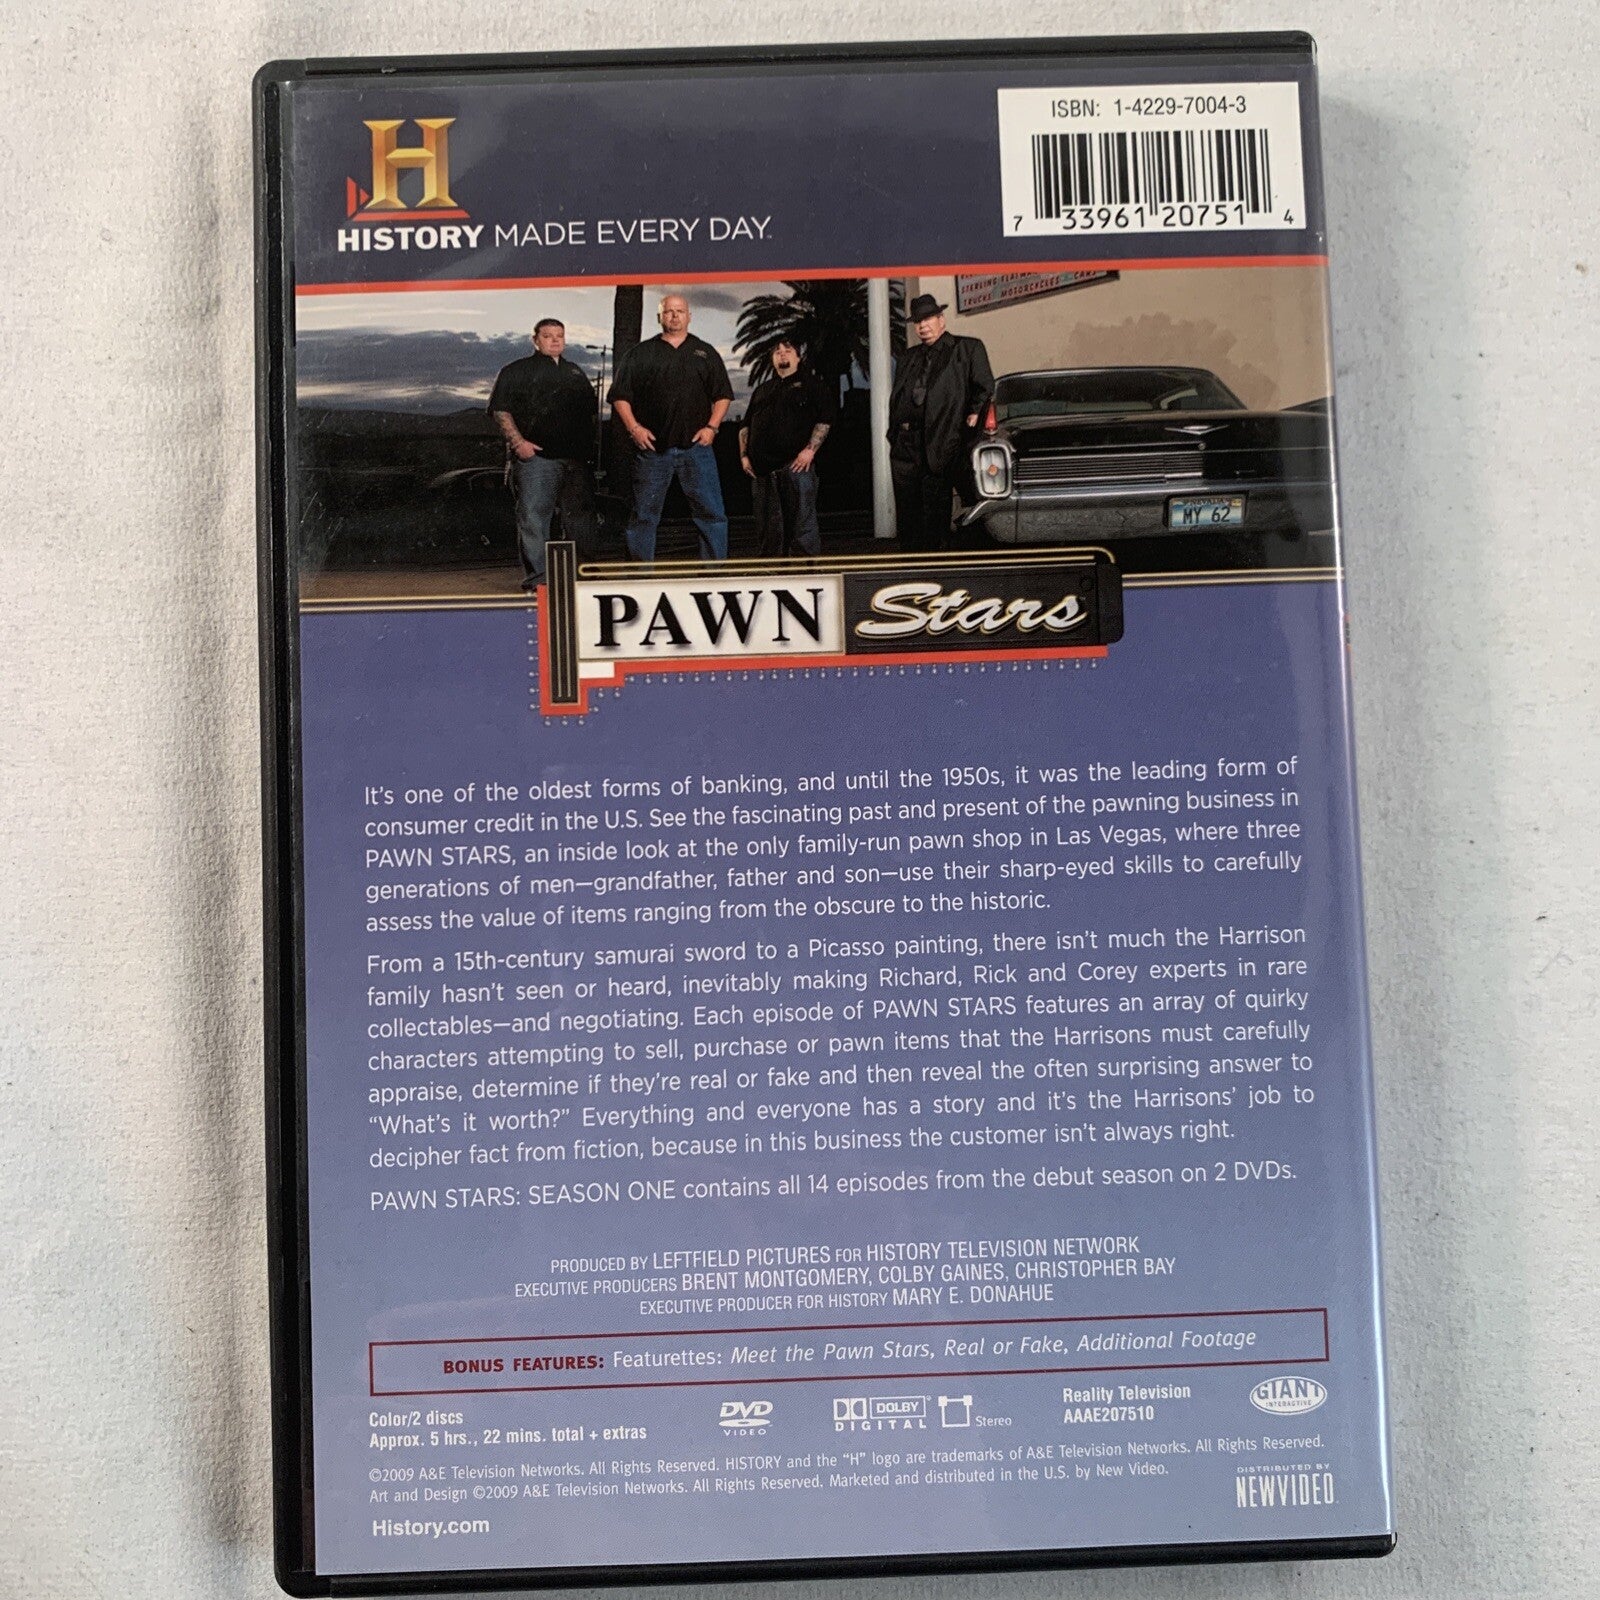 ISBN: 1-4229-7004-3
7 33961 20751 4
H
HISTORY MADE EVERY DAY.
STERLING FLATWARE
TRUCKS MOTORCYCLES & CARS
NEVADA
MY 62
PAWN Stars
It's one of the oldest forms of banking, and until the 1950s, it was the leading form of
consumer credit in the U.S. See the fascinating past and present of the pawning business in
PAWN STARS, an inside look at the only family-run pawn shop in Las Vegas, where three
generations of men—grandfather, father and son—use their sharp-eyed skills to carefully
assess the value of items ranging from the obscure to the historic.
From a 15th-century samurai sword to a Picasso painting, there isn't much the Harrison
family hasn't seen or heard, inevitably making Richard, Rick and Corey experts in rare
collectables—and negotiating. Each episode of PAWN STARS features an array of quirky
characters attempting to sell, purchase or pawn items that the Harrisons must carefully
appraise, determine if they're real or fake and then reveal the often surprising answer to
"What's it worth?" Everything and everyone has a story and it's the Harrisons' job to
decipher fact from fiction, because in this business the customer isn't always right.
PAWN STARS: SEASON ONE contains all 14 episodes from the debut season on 2 DVDs.
PRODUCED BY LEFTFIELD PICTURES FOR HISTORY TELEVISION NETWORK
EXECUTIVE PRODUCERS BRENT MONTGOMERY, COLBY GAINES, CHRISTOPHER BAY
EXECUTIVE PRODUCER FOR HISTORY MARY E. DONAHUE
BONUS FEATURES: Featurettes: Meet the Pawn Stars, Real or Fake, Additional Footage
Color/2 discs
Approx. 5 hrs., 22 mins. total + extras
DVD
VIDEO
DOLBY
DIGITAL
Stereo
Reality Television
AAAE207510
GIANT
INTERACTIVE
©2009 A&E Television Networks. All Rights Reserved. HISTORY and the "H" logo are trademarks of A&E Television Networks. All Rights Reserved.
Art and Design ©2009 A&E Television Networks. All Rights Reserved. Marketed and distributed in the U.S. by New Video.
DISTRIBUTED BY
NEWVIDEO
History.com